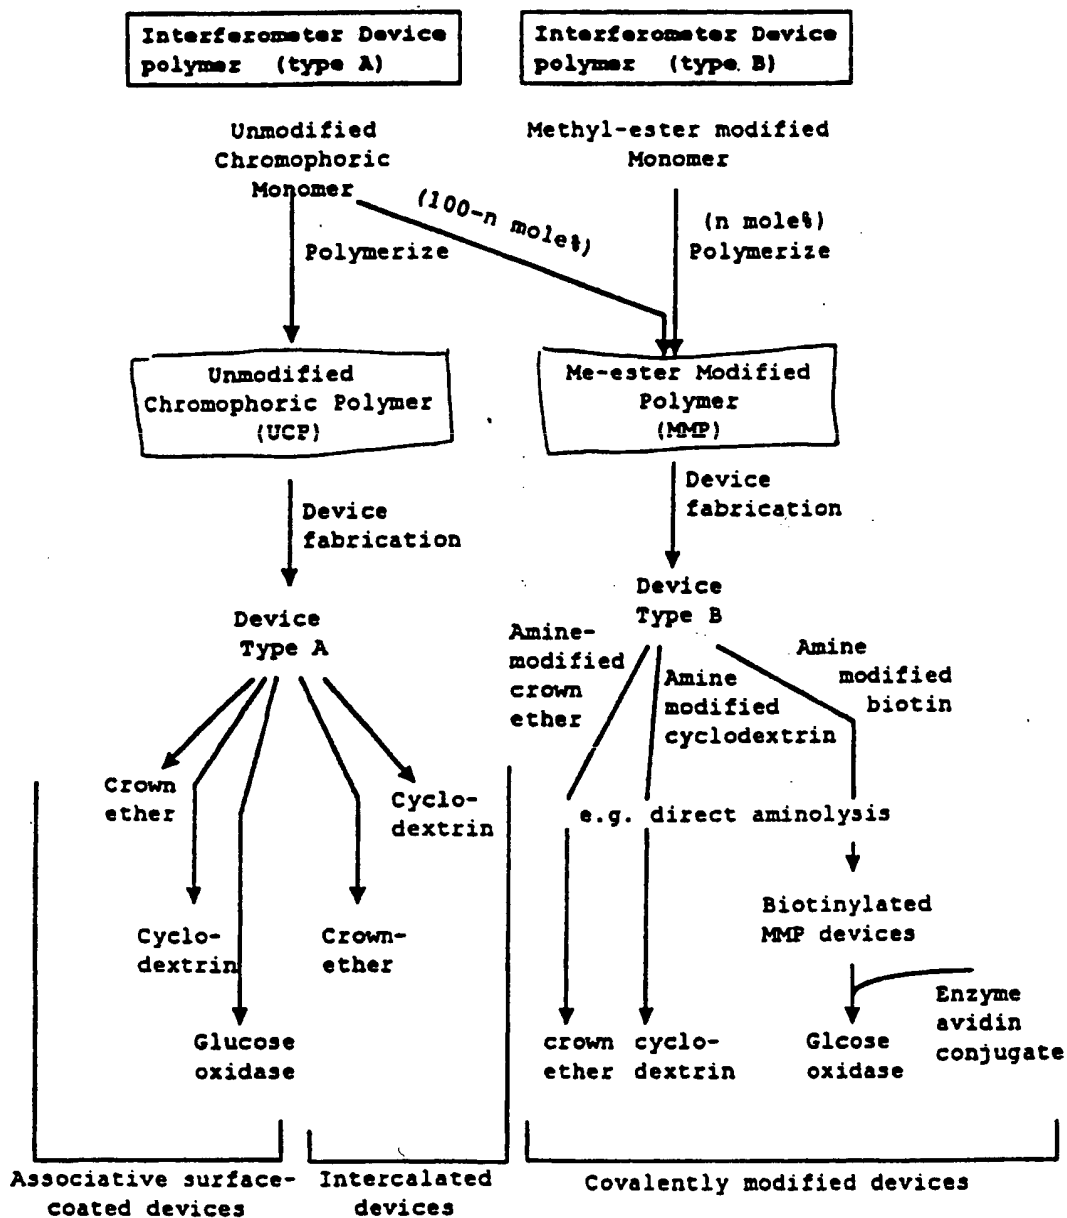 Interferometer Device
polymer (type A)
Interferometer Device
polymer (type B)
Unmodified
Chromophoric
Monomer
Methyl-ester modified
Monomer
(100-n mole%)
(n mole%)
Polymerize
Polymerize
Unmodified
Chromophoric Polymer
(UCP)
Me-ester Modified
Polymer
(MMP)
Device
fabrication
Device
fabrication
Device
Type A
Device
Type B
Amine-
modified
crown
ether
Amine
modified
cyclodextrin
Amine
modified
biotin
Crown
ether
Cyclo-
dextrin
e.g. direct aminolysis
Cyclo-
dextrin
Crown-
ether
Biotinylated
MMP devices
Glucose
oxidase
crown
ether
cyclo-
dextrin
Glcose
oxidase
Enzyme
avidin
conjugate
Associative surface-
coated devices
Intercalated
devices
Covalently modified devices